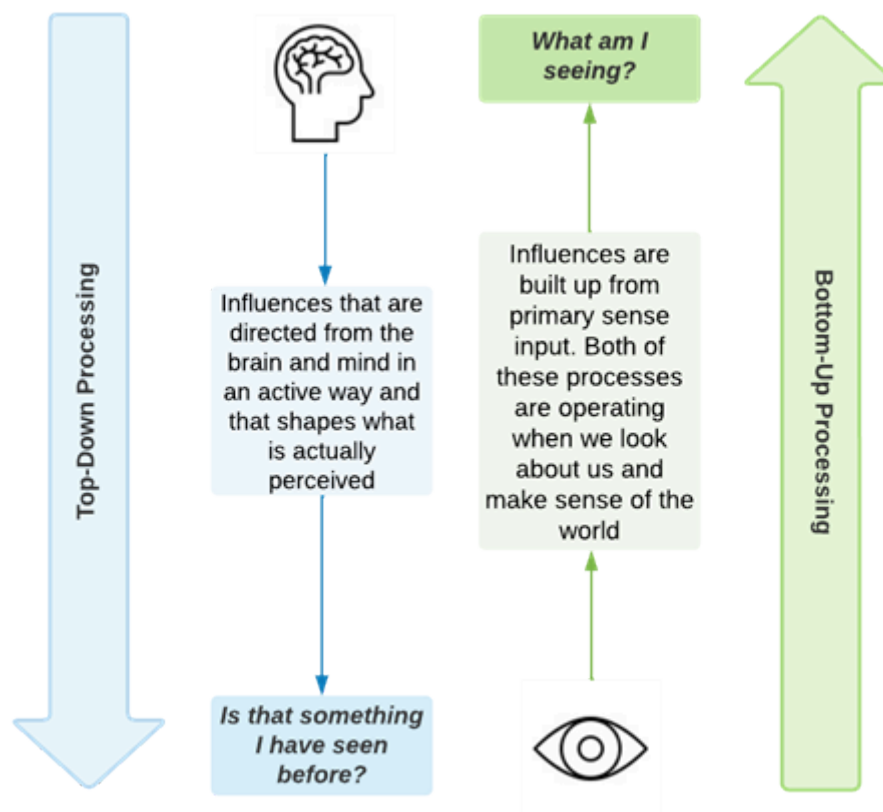 Top-Down Processing
Influences that are
directed from the
brain and mind in
an active way and
that shapes what
is actually
perceived
Is that something
I have seen
before?
What am I
seeing?
Influences are
built up from
primary sense
input. Both of
these processes
are operating
when we look
about us and
make sense of the
world
Bottom-Up Processing